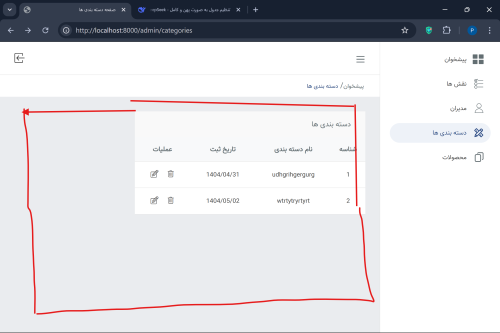 صفحه دسته بندی ها
تنظیم جدول به صورت پهن و کامل -
http://localhost:8000/admin/categories
P
پیشخوان
نقش ها
مدیران
دسته بندی ها
محصولات
پیشخوان/ دسته بندی ها
دسته بندی ها
شناسه نام دسته بندی تاریخ ثبت عملیات
1 udhgrihgergurg 1404/04/31
2 wtrtytryrtyrt 1404/05/02